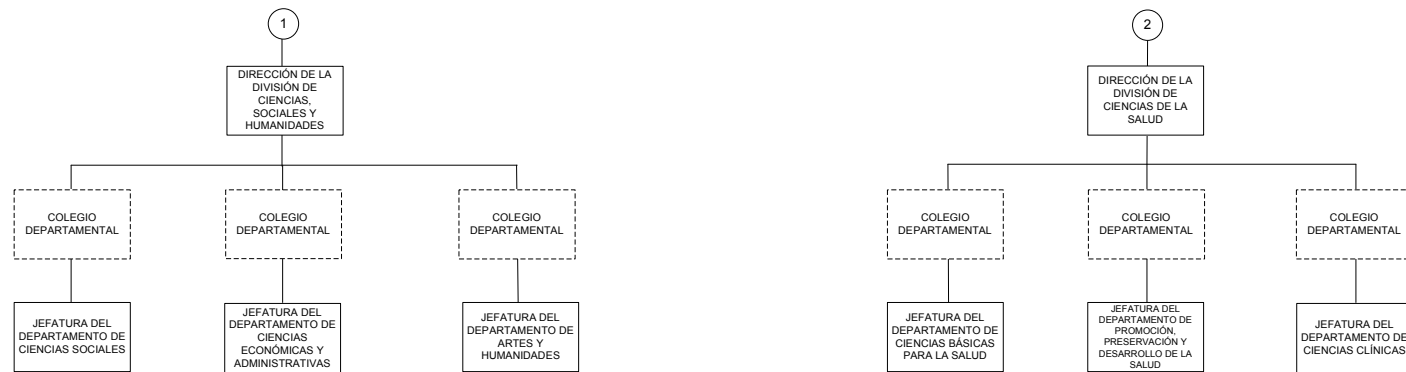 1
DIRECCIÓN DE LA
DIVISIÓN DE
CIENCIAS,
SOCIALES Y
HUMANIDADES
COLEGIO
DEPARTAMENTAL
COLEGIO
DEPARTAMENTAL
COLEGIO
DEPARTAMENTAL
JEFATURA DEL
DEPARTAMENTO DE
CIENCIAS SOCIALES
JEFATURA DEL
DEPARTAMENTO DE
CIENCIAS
ECONÓMICAS Y
ADMINISTRATIVAS
JEFATURA DEL
DEPARTAMENTO DE
ARTES Y
HUMANIDADES
2
DIRECCIÓN DE LA
DIVISIÓN DE
CIENCIAS DE LA
SALUD
COLEGIO
DEPARTAMENTAL
COLEGIO
DEPARTAMENTAL
COLEGIO
DEPARTAMENTAL
JEFATURA DEL
DEPARTAMENTO DE
CIENCIAS BÁSICAS
PARA LA SALUD
JEFATURA DEL
DEPARTAMENTO DE
PROMOCIÓN,
PRESERVACIÓN Y
DESARROLLO DE LA
SALUD
JEFATURA DEL
DEPARTAMENTO DE
CIENCIAS CLÍNICAS